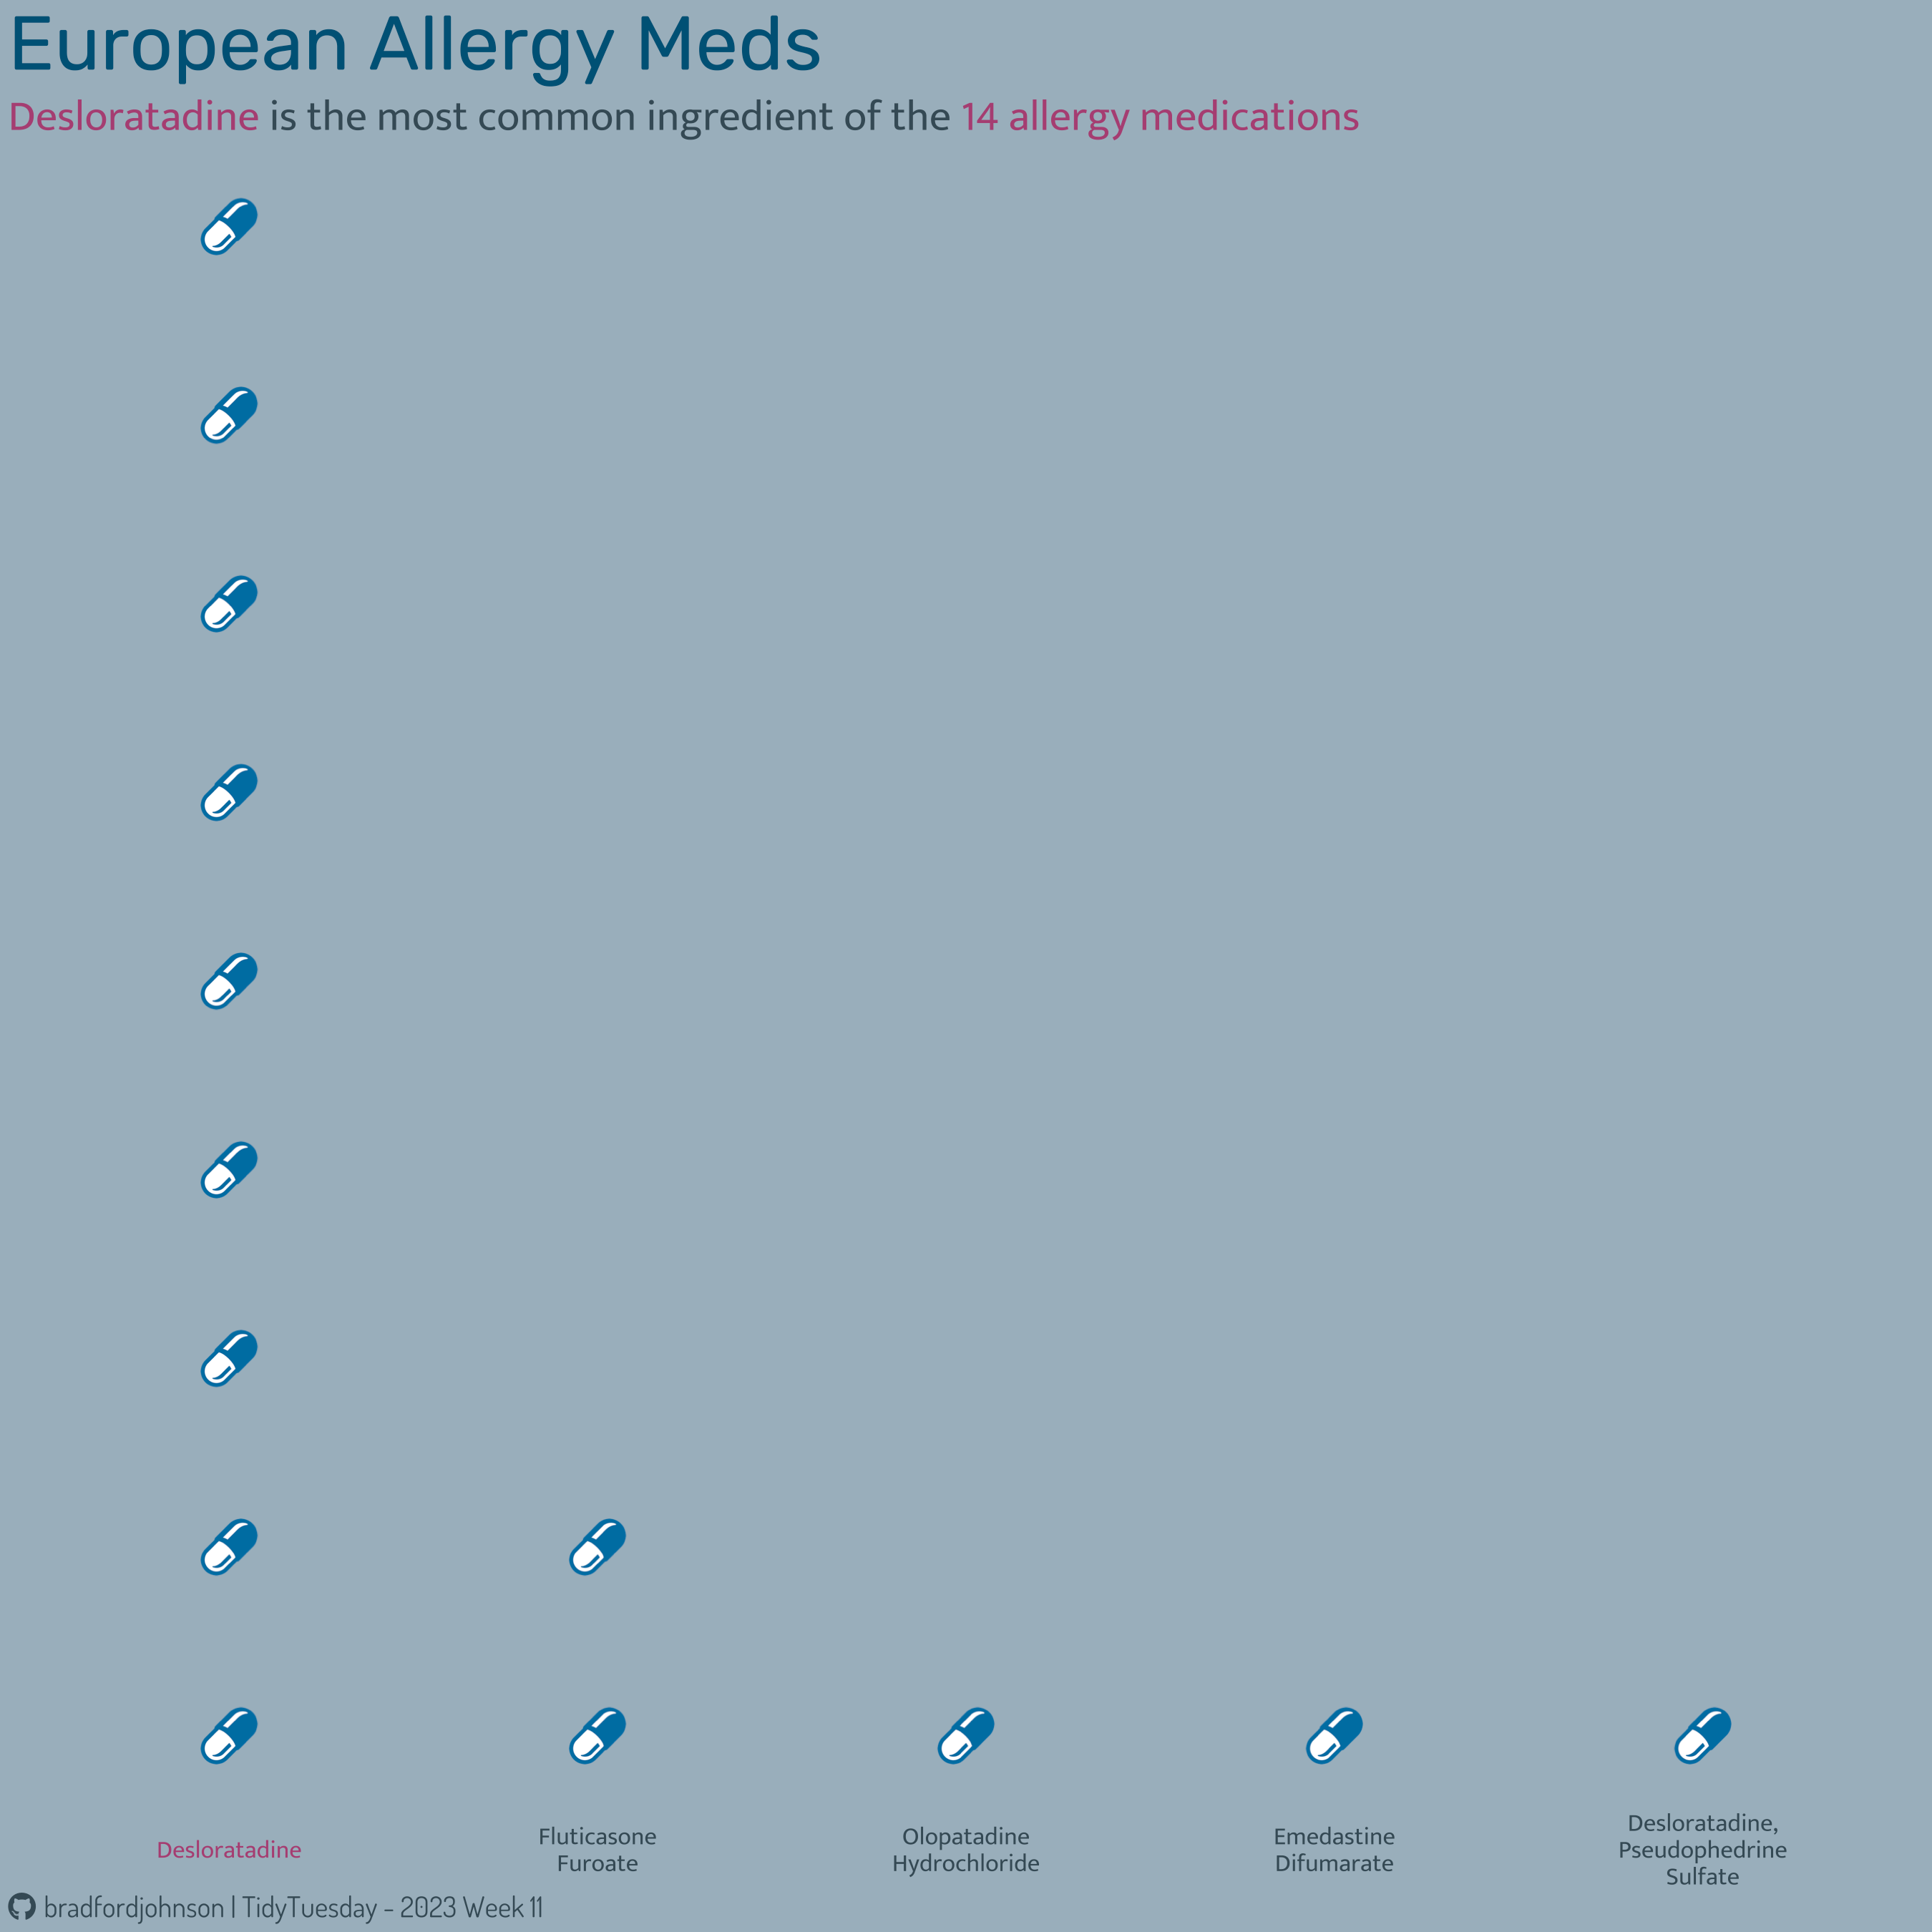 European Allergy Meds
Desloratadine is the most common ingredient of the 14 allergy medications
Desloratadine
Fluticasone
Furoate
Olopatadine
Hydrochloride
Emedastine
Difumarate
Desloratadine,
Pseudophedrine
Sulfate
bradfordjohnson | TidyTuesday - 2023 Week 11